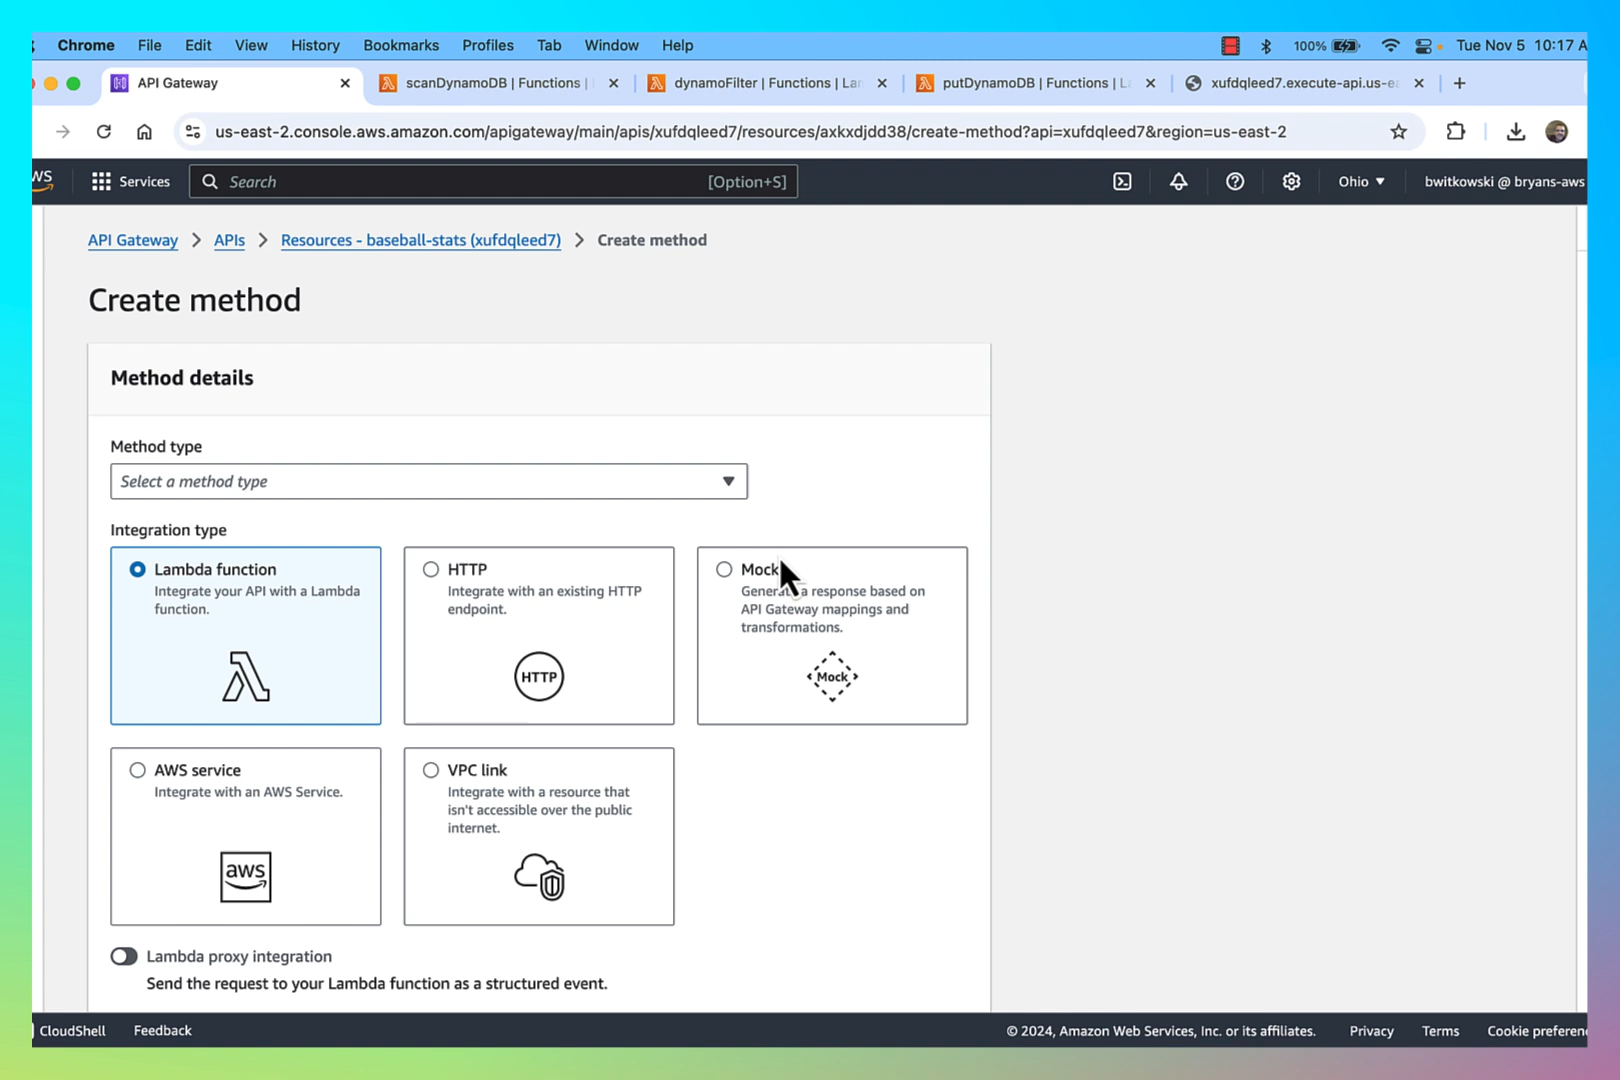 Chrome File Edit View History Bookmarks Profiles Tab Window Help 100% Tue Nov 5 10:17 A
API Gateway scanDynamoDB | Functions | dynamoFilter | Functions | Lan putDynamoDB | Functions | L xufdqleed7.execute-api.us-ea
us-east-2.console.aws.amazon.com/apigateway/main/apis/xufdqleed7/resources/axkxdjdd38/create-method?api=xufdqleed7&region=us-east-2
Services Search [Option+S] Ohio bwitkowski @ bryans-aws
API Gateway > APIs > Resources - baseball-stats (xufdqleed7) > Create method
Create method
Method details
Method type
Select a method type
Integration type
Lambda function
Integrate your API with a Lambda
function.
HTTP
Integrate with an existing HTTP
endpoint.
HTTP
Mock
Generate a response based on
API Gateway mappings and
transformations.
Mock
AWS service
Integrate with an AWS Service.
aws
VPC link
Integrate with a resource that
isn't accessible over the public
internet.
Lambda proxy integration
Send the request to your Lambda function as a structured event.
CloudShell Feedback © 2024, Amazon Web Services, Inc. or its affiliates. Privacy Terms Cookie preferen